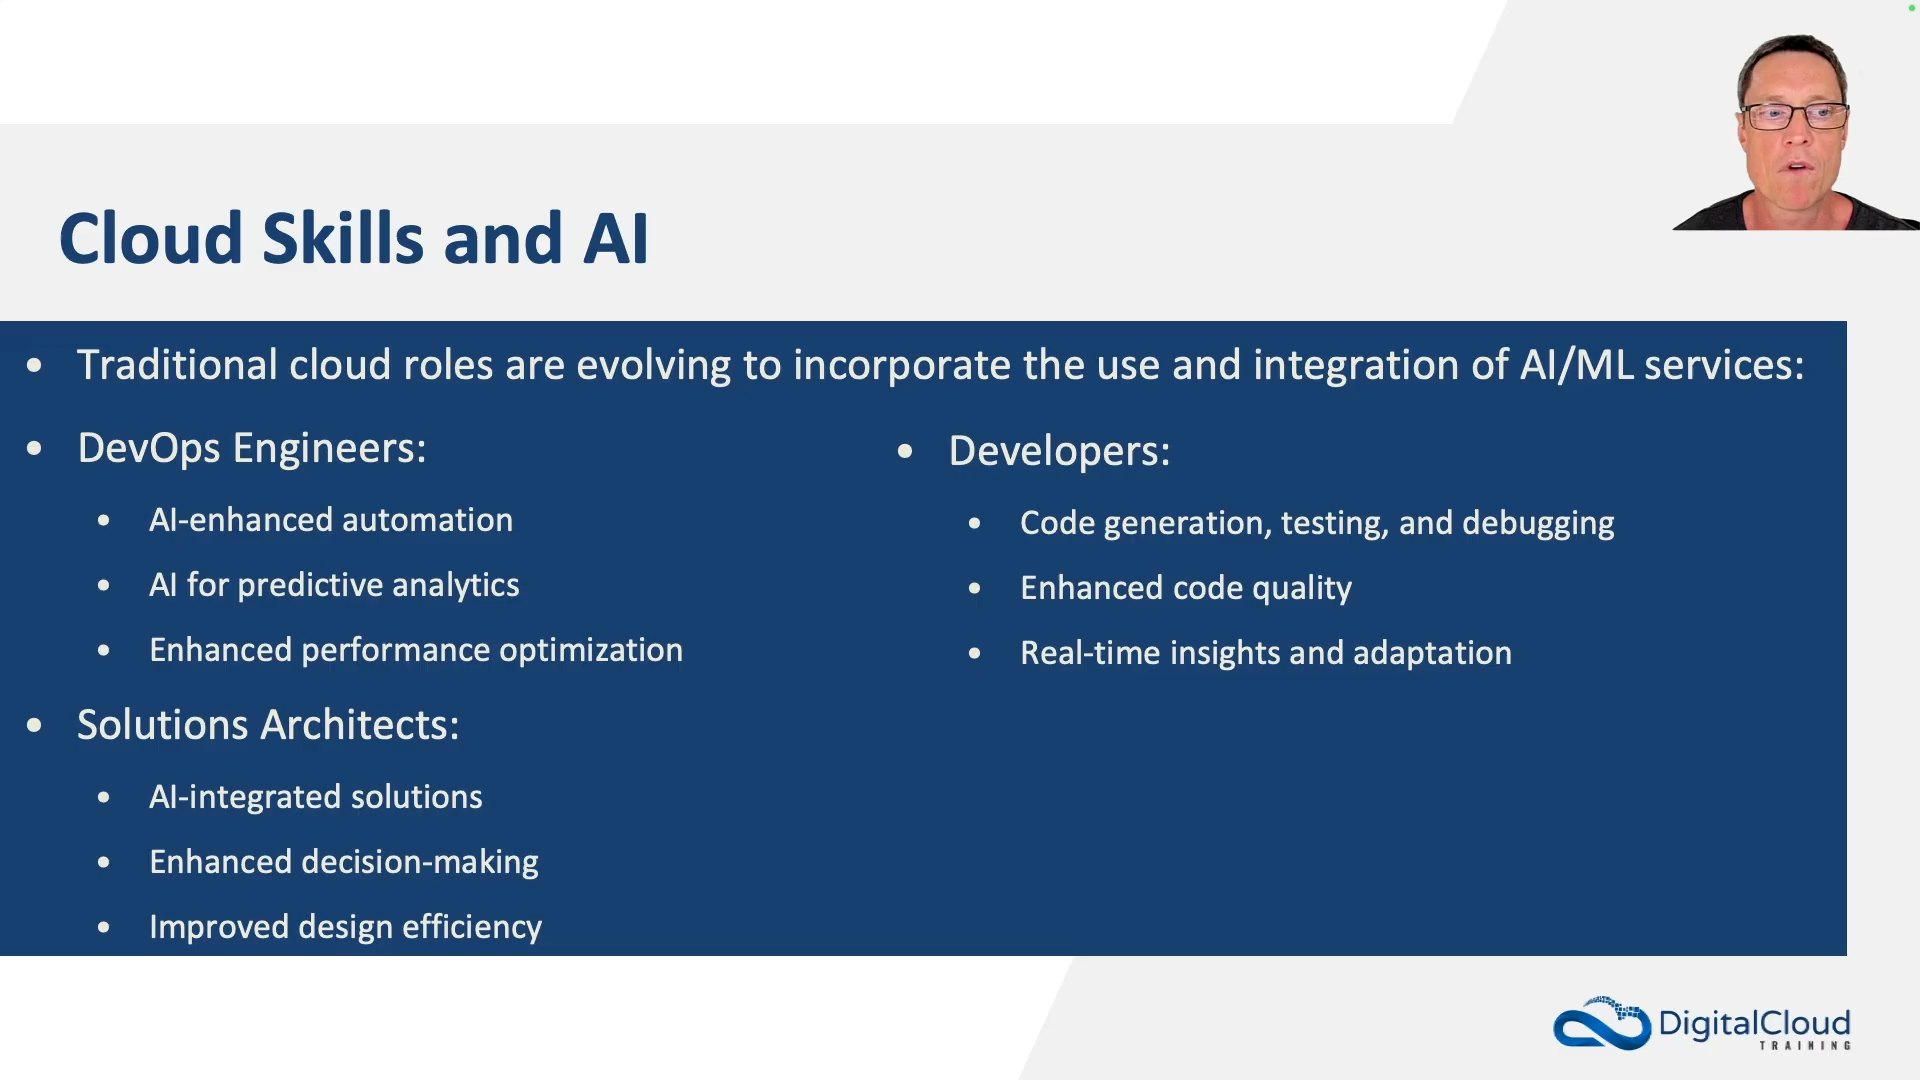 Cloud Skills and AI
• Traditional cloud roles are evolving to incorporate the use and integration of AI/ML services:
• DevOps Engineers:
• AI-enhanced automation
• AI for predictive analytics
• Enhanced performance optimization
• Solutions Architects:
• AI-integrated solutions
• Enhanced decision-making
• Improved design efficiency
• Developers:
• Code generation, testing, and debugging
• Enhanced code quality
• Real-time insights and adaptation
DigitalCloud
TRAINING